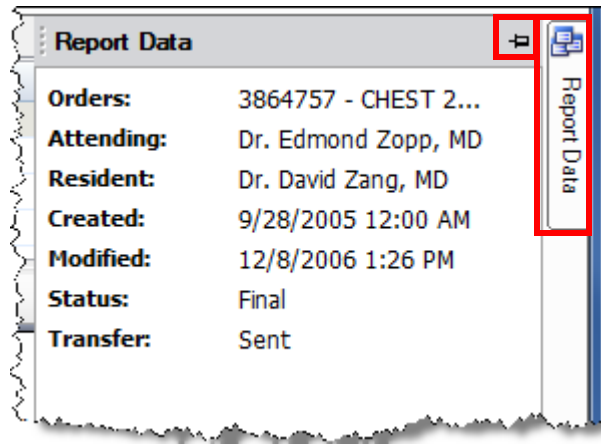 Report Data
Orders: 3864757 - CHEST 2...
Attending: Dr. Edmond Zopp, MD
Resident: Dr. David Zang, MD
Created: 9/28/2005 12:00 AM
Modified: 12/8/2006 1:26 PM
Status: Final
Transfer: Sent
Report Data